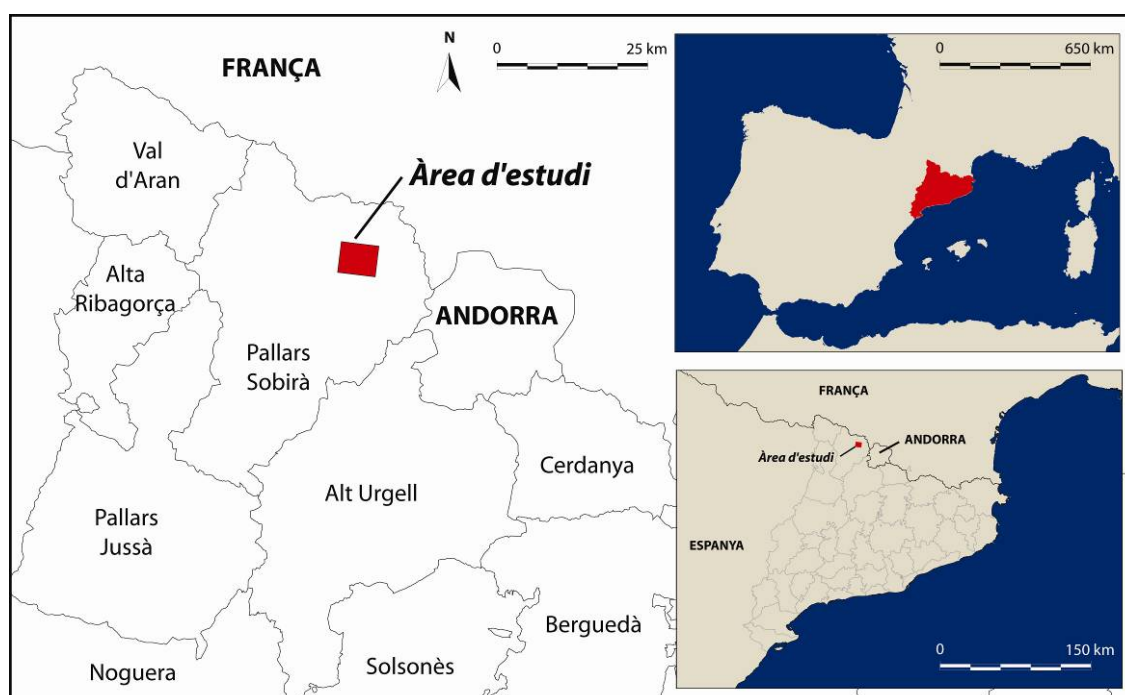 N
0 25 km
FRANÇA
Val
d'Aran
Àrea d'estudi
Alta
Ribagorça
ANDORRA
Pallars
Sobirà
Cerdanya
Alt Urgell
Pallars
Jussà
Berguedà
Noguera
Solsonès
0 650 km
FRANÇA
ANDORRA
Àrea d'estudi
ESPANYA
0 150 km